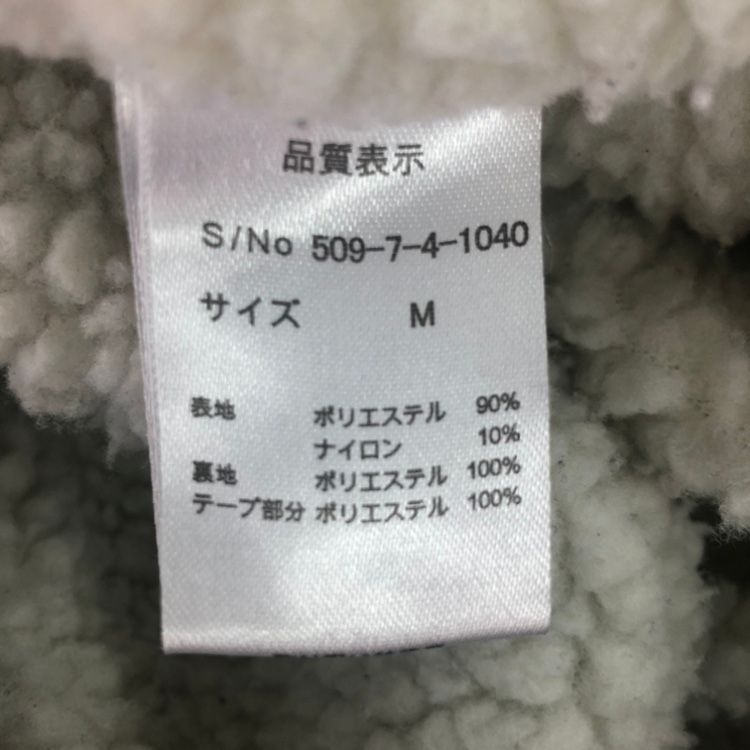 品質表示
S/No 509-7-4-1040
サイズ M
表地 ポリエステル 90%
ナイロン 10%
裏地 ポリエステル 100%
テープ部分 ポリエステル 100%